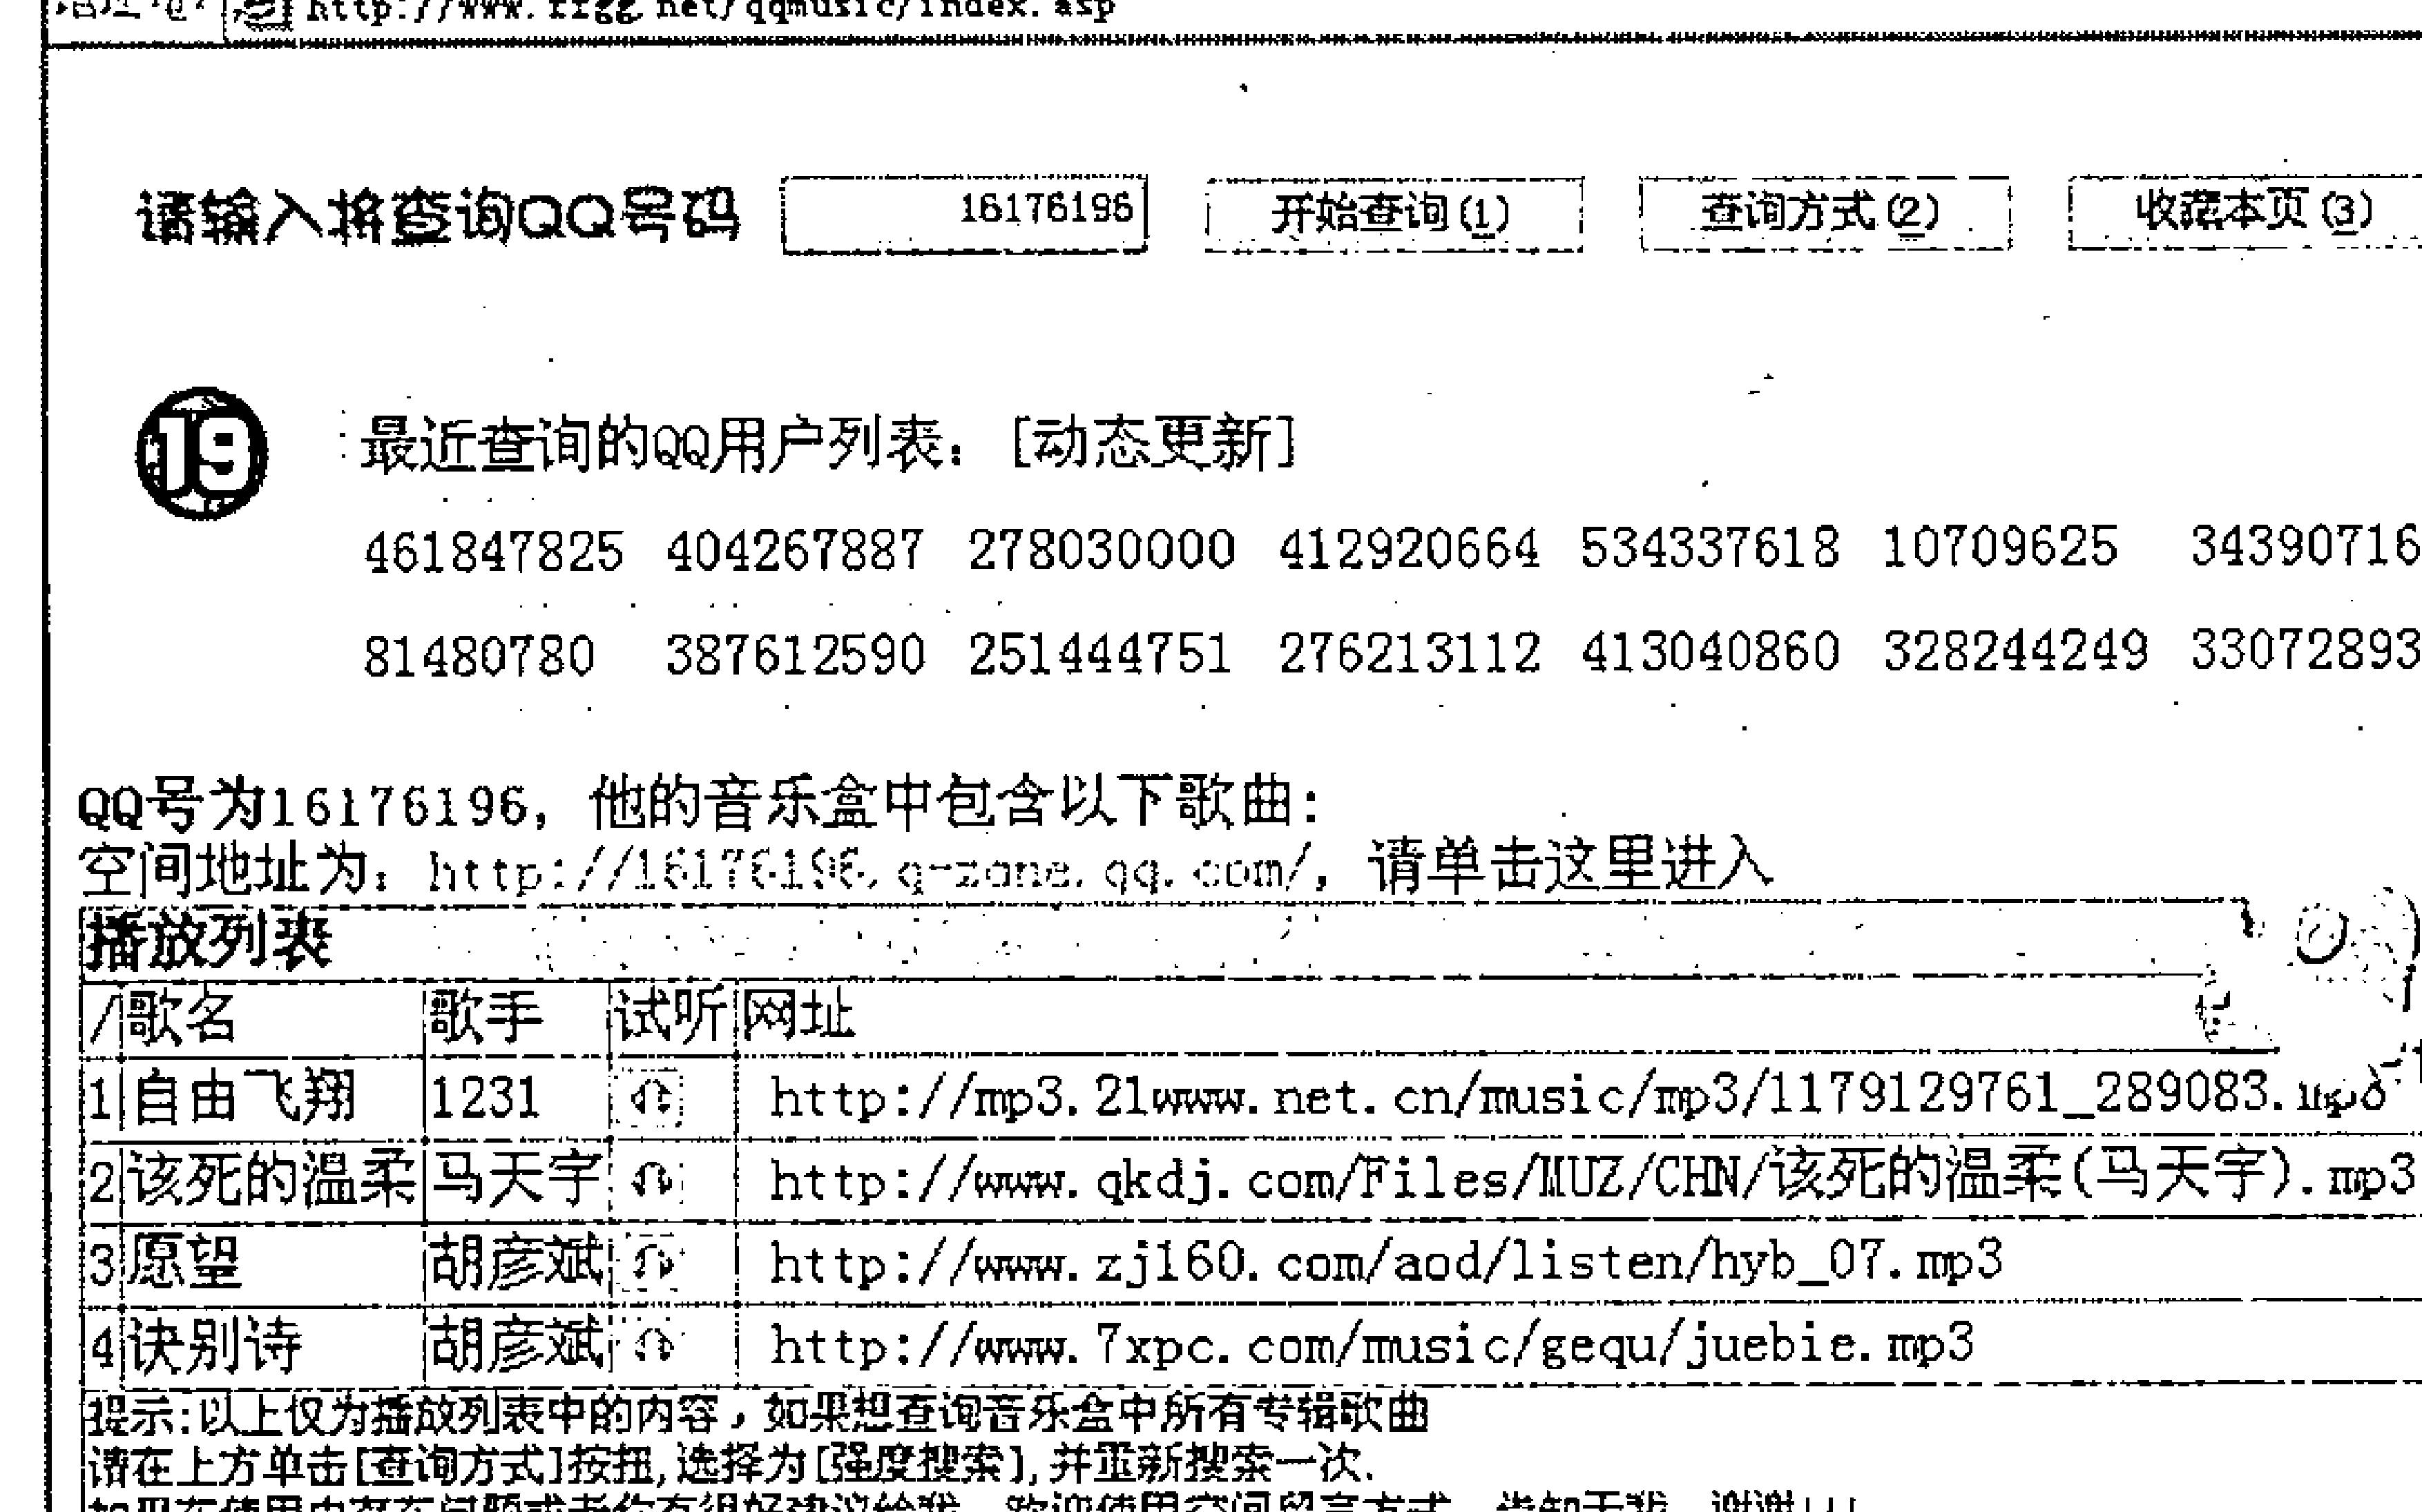 http://www.rrgg.net/qqmusic/index.asp
请输入将查询QQ号码 16176196 开始查询(1) 查询方式(2) 收藏本页(3)
19 最近查询的QQ用户列表：[动态更新]
461847825 404267887 278030000 412920664 534337618 10709625 34390716
81480780 387612590 251444751 276213112 413040860 328244249 33072893
QQ号为16176196，他的音乐盒中包含以下歌曲：
空间地址为：http://16176196.q-zone.qq.com/，请单击这里进入
播放列表
/ 歌名 歌手 试听 网址
1 自由飞翔 1231 http://mp3.21www.net.cn/music/mp3/1179129761_289083.
2 该死的温柔 马天宇 http://www.qkdj.com/Files/MUZ/CHN/该死的温柔(马天宇).mp3
3 愿望 胡彦斌 http://www.zj160.com/aod/listen/hyb_07.mp3
4 诀别诗 胡彦斌 http://www.7xpc.com/music/gequ/juebie.mp3
提示:以上仅为播放列表中的内容，如果想查询音乐盒中所有专辑歌曲
请在上方单击[查询方式]按扭,选择为[强度搜索],并重新搜索一次.